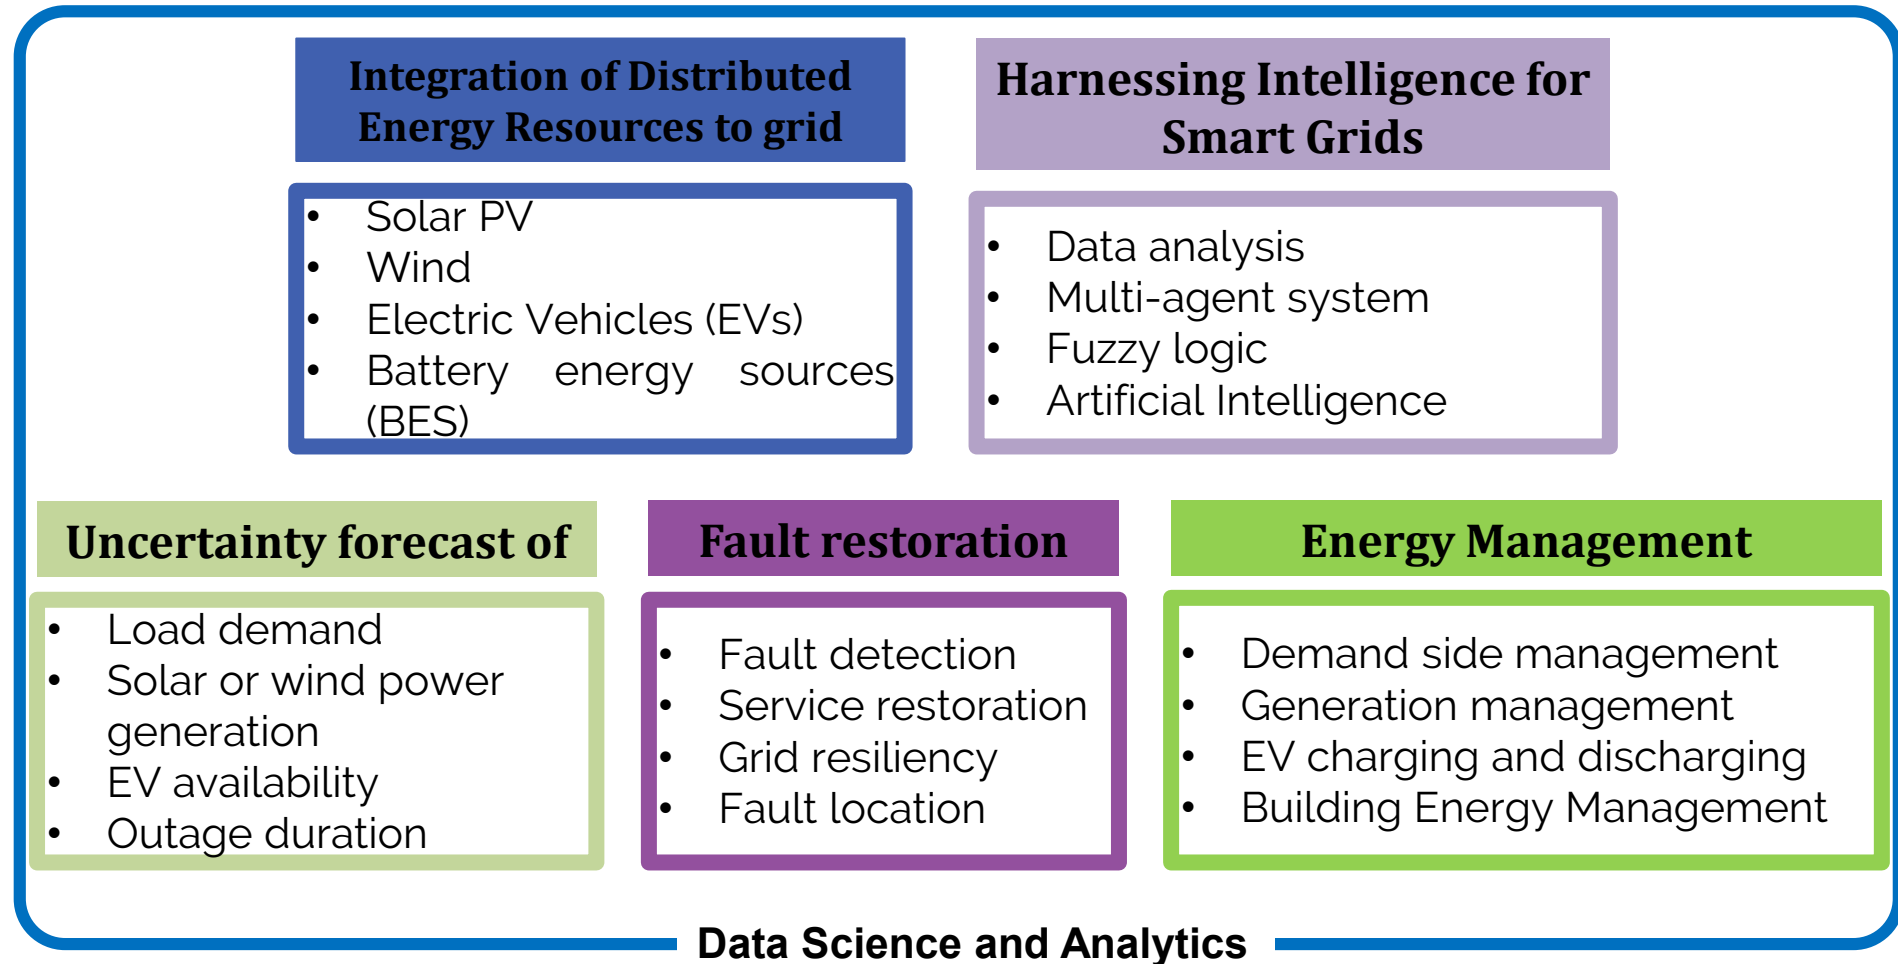 Integration of Distributed
Energy Resources to grid
• Solar PV
• Wind
• Electric Vehicles (EVs)
• Battery energy sources
(BES)
Harnessing Intelligence for
Smart Grids
• Data analysis
• Multi-agent system
• Fuzzy logic
• Artificial Intelligence
Uncertainty forecast of
• Load demand
• Solar or wind power
generation
• EV availability
• Outage duration
Fault restoration
• Fault detection
• Service restoration
• Grid resiliency
• Fault location
Energy Management
• Demand side management
• Generation management
• EV charging and discharging
• Building Energy Management
Data Science and Analytics